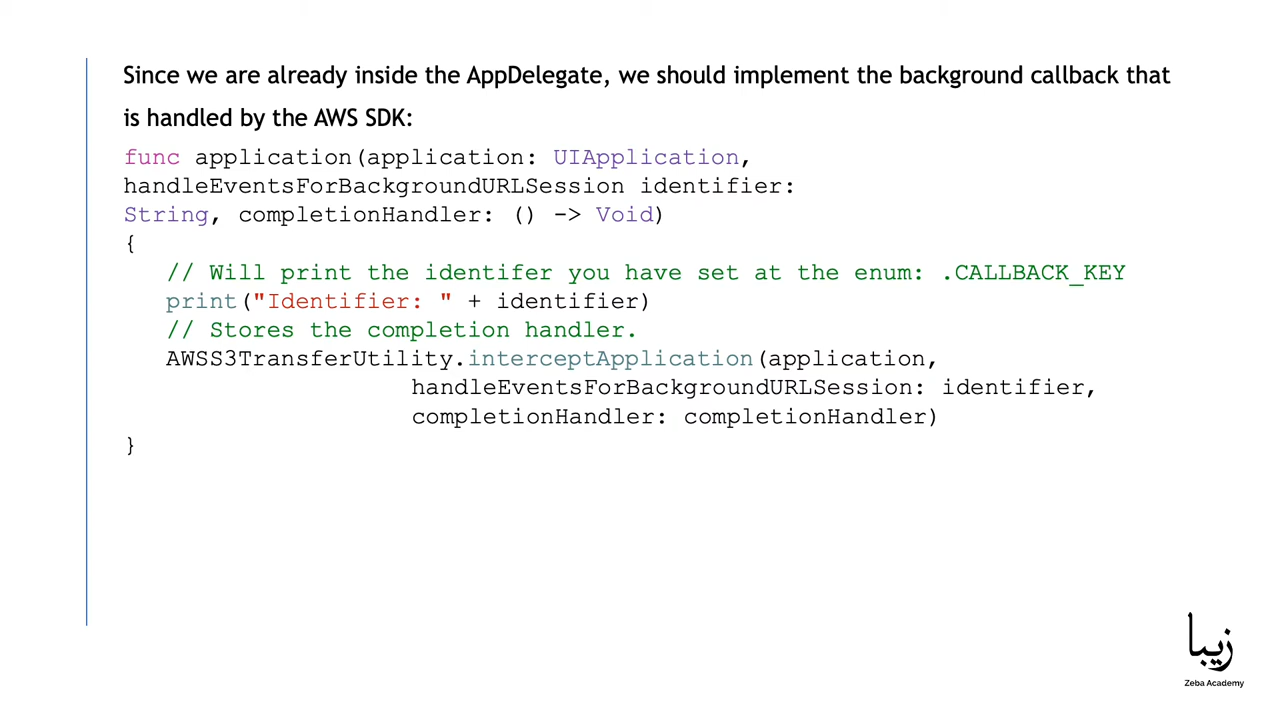 Since we are already inside the AppDelegate, we should implement the background callback that
is handled by the AWS SDK:
func application(application: UIApplication,
handleEventsForBackgroundURLSession identifier:
String, completionHandler: () -> Void)
{
// Will print the identifer you have set at the enum: .CALLBACK_KEY
print("Identifier: " + identifier)
// Stores the completion handler.
AWSS3TransferUtility.interceptApplication(application,
handleEventsForBackgroundURLSession: identifier,
completionHandler: completionHandler)
}
زیبا
Zeba Academy